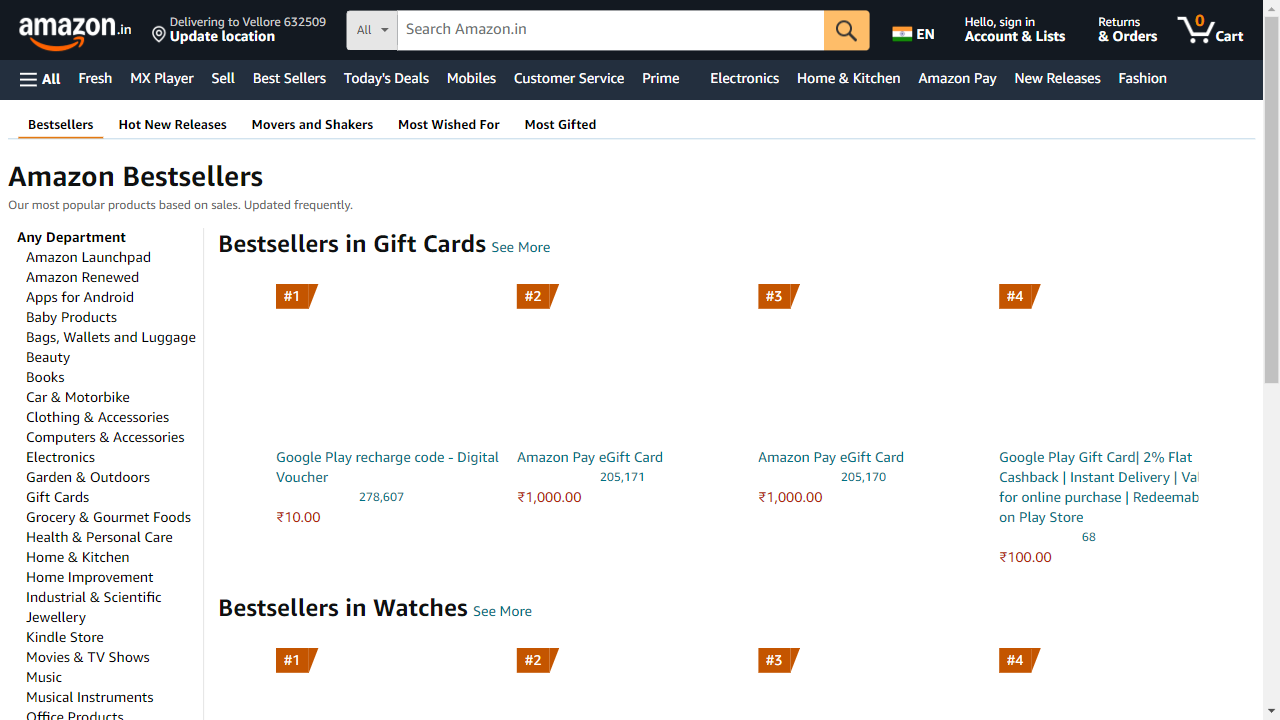 amazon.in
Delivering to Vellore 632509
Update location
All
Search Amazon.in
EN
Hello, sign in
Account & Lists
Returns
& Orders
0
Cart
All
Fresh
MX Player
Sell
Best Sellers
Today's Deals
Mobiles
Customer Service
Prime
Electronics
Home & Kitchen
Amazon Pay
New Releases
Fashion
Bestsellers
Hot New Releases
Movers and Shakers
Most Wished For
Most Gifted
Amazon Bestsellers
Our most popular products based on sales. Updated frequently.
Any Department
Amazon Launchpad
Amazon Renewed
Apps for Android
Baby Products
Bags, Wallets and Luggage
Beauty
Books
Car & Motorbike
Clothing & Accessories
Computers & Accessories
Electronics
Garden & Outdoors
Gift Cards
Grocery & Gourmet Foods
Health & Personal Care
Home & Kitchen
Home Improvement
Industrial & Scientific
Jewellery
Kindle Store
Movies & TV Shows
Music
Musical Instruments
Office Products
Bestsellers in Gift Cards See More
#1
Google Play recharge code - Digital
Voucher
278,607
₹10.00
#2
Amazon Pay eGift Card
205,171
₹1,000.00
#3
Amazon Pay eGift Card
205,170
₹1,000.00
#4
Google Play Gift Card| 2% Flat
Cashback | Instant Delivery | Val
for online purchase | Redeemab
on Play Store
68
₹100.00
Bestsellers in Watches See More
#1
#2
#3
#4